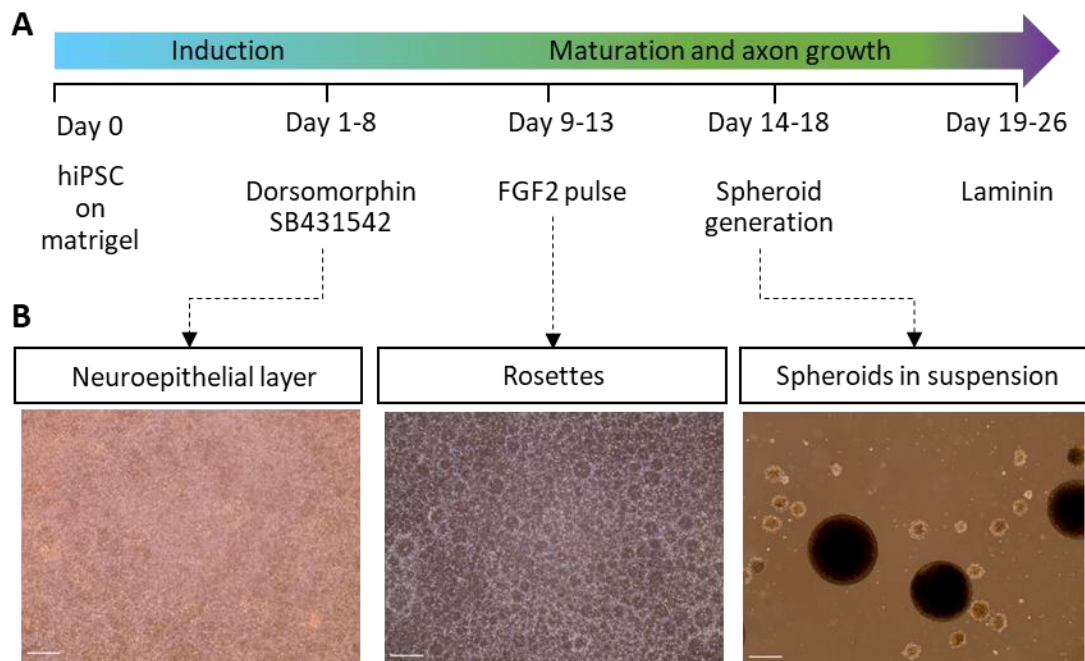 A
Induction
Maturation and axon growth
Day 0
Day 1-8
Day 9-13
Day 14-18
Day 19-26
hiPSC
on
matrigel
Dorsomorphin
SB431542
FGF2 pulse
Spheroid
generation
Laminin
B
Neuroepithelial layer
Rosettes
Spheroids in suspension